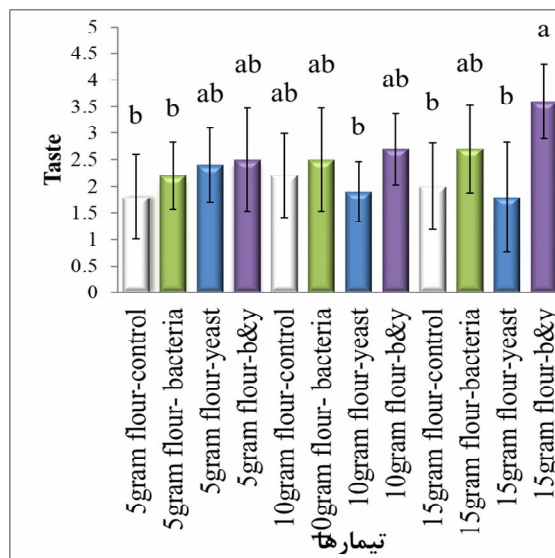 5
4.5
4
3.5
3
2.5
2
1.5
1
0.5
0
Taste
b
b
ab
ab
ab
ab
b
ab
b
ab
b
a
5gram flour-control
5gram flour- bacteria
5gram flour-yeast
5gram flour-b&y
10gram flour-control
10gram flour- bacteria
10gram flour-yeast
10gram flour-b&y
15gram flour-control
15gram flour-bacteria
15gram flour-yeast
15gram flour-b&y
تیمارها